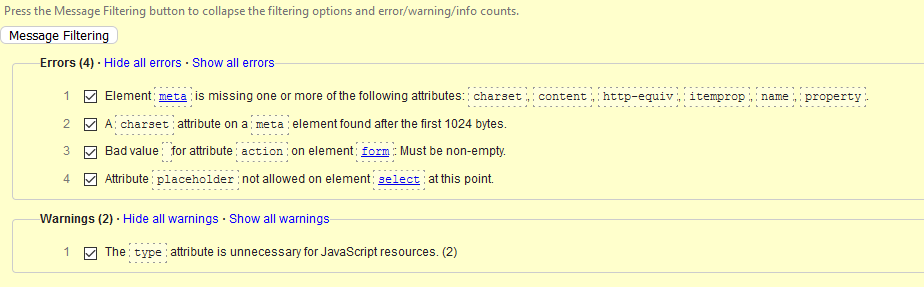 Press the Message Filtering button to collapse the filtering options and error/warning/info counts.
Message Filtering
Errors (4) · Hide all errors · Show all errors
1 Element meta is missing one or more of the following attributes: charset, content, http-equiv, itemprop, name, property.
2 A charset attribute on a meta element found after the first 1024 bytes.
3 Bad value for attribute action on element form: Must be non-empty.
4 Attribute placeholder not allowed on element select at this point.
Warnings (2) · Hide all warnings · Show all warnings
1 The type attribute is unnecessary for JavaScript resources. (2)